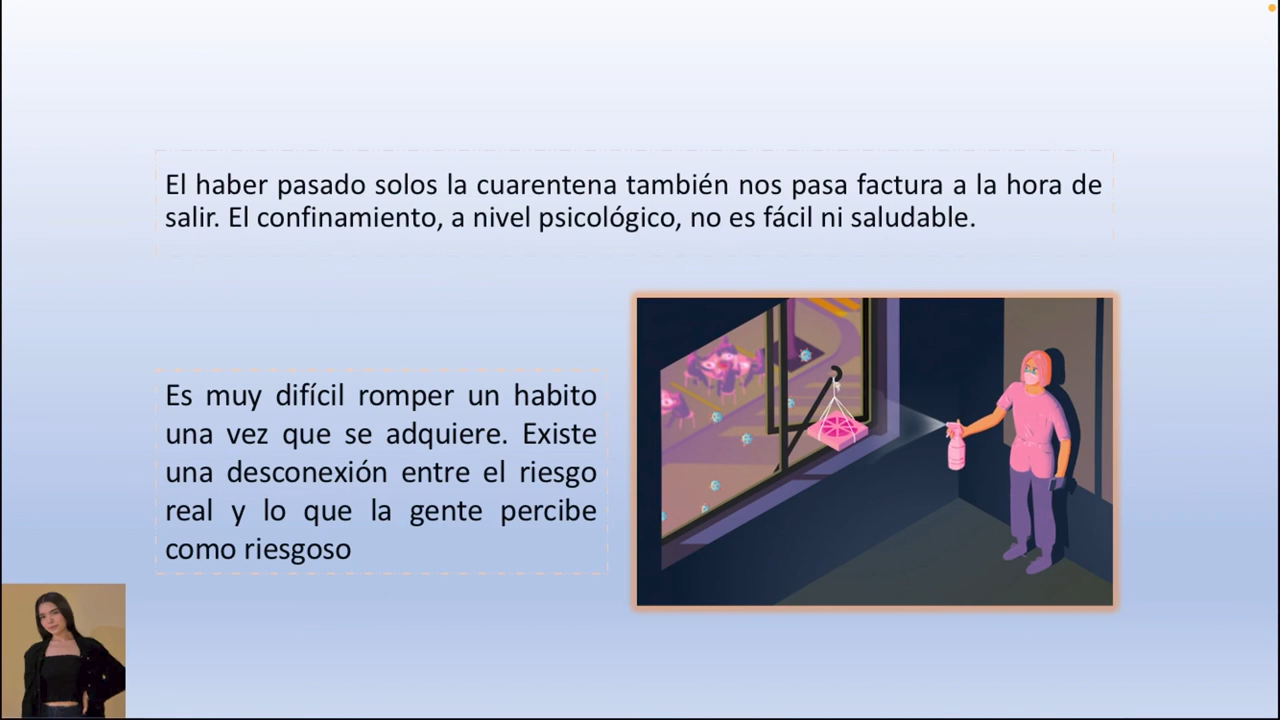 El haber pasado solos la cuarentena también nos pasa factura a la hora de
salir. El confinamiento, a nivel psicológico, no es fácil ni saludable.
Es muy difícil romper un habito
una vez que se adquiere. Existe
una desconexión entre el riesgo
real y lo que la gente percibe
como riesgoso